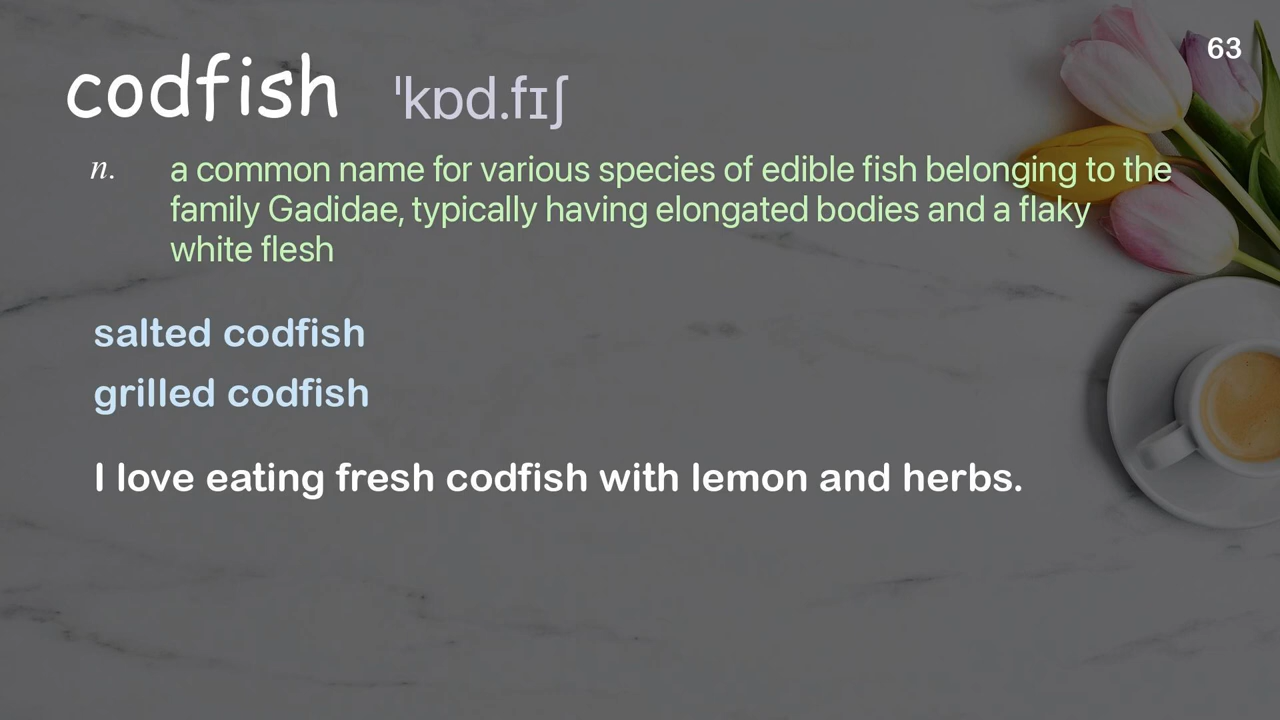 63
codfish ˈkɒd.fɪʃ
n. a common name for various species of edible fish belonging to the
family Gadidae, typically having elongated bodies and a flaky
white flesh
salted codfish
grilled codfish
I love eating fresh codfish with lemon and herbs.